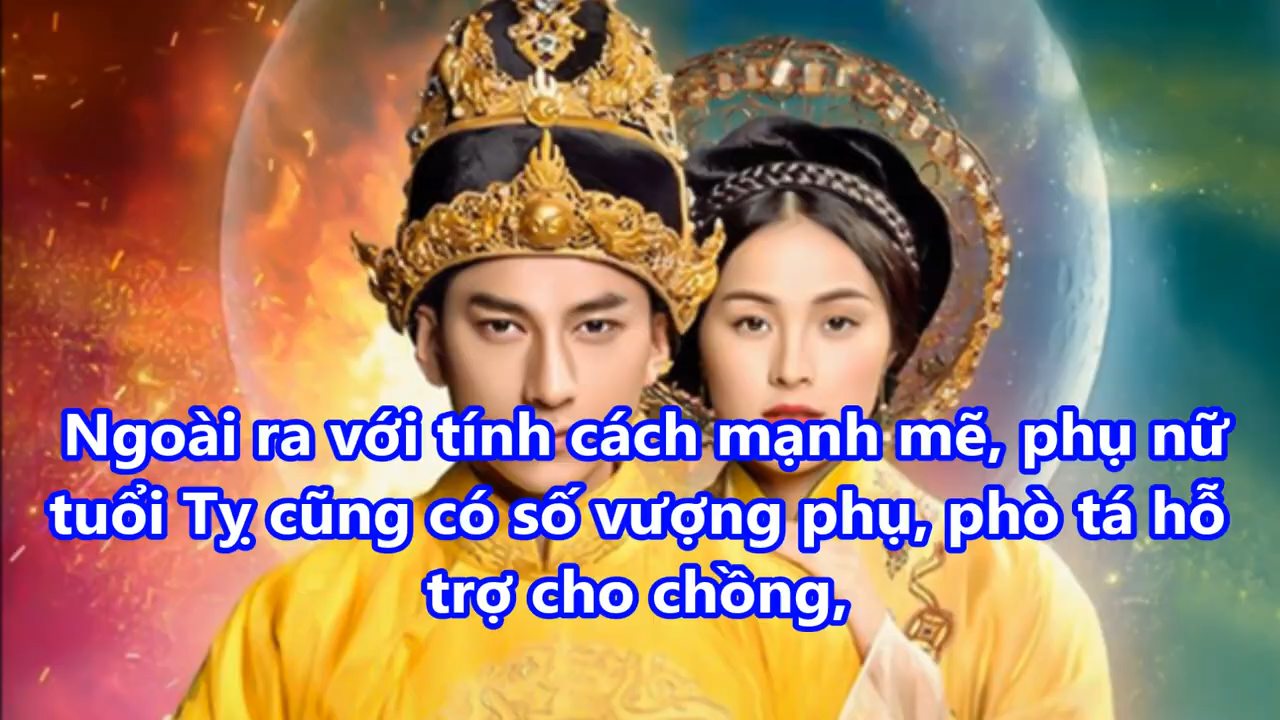 Ngoài ra với tính cách mạnh mẽ, phụ nữ
tuổi Tỵ cũng có số vượng phụ, phò tá hỗ
trợ cho chồng,